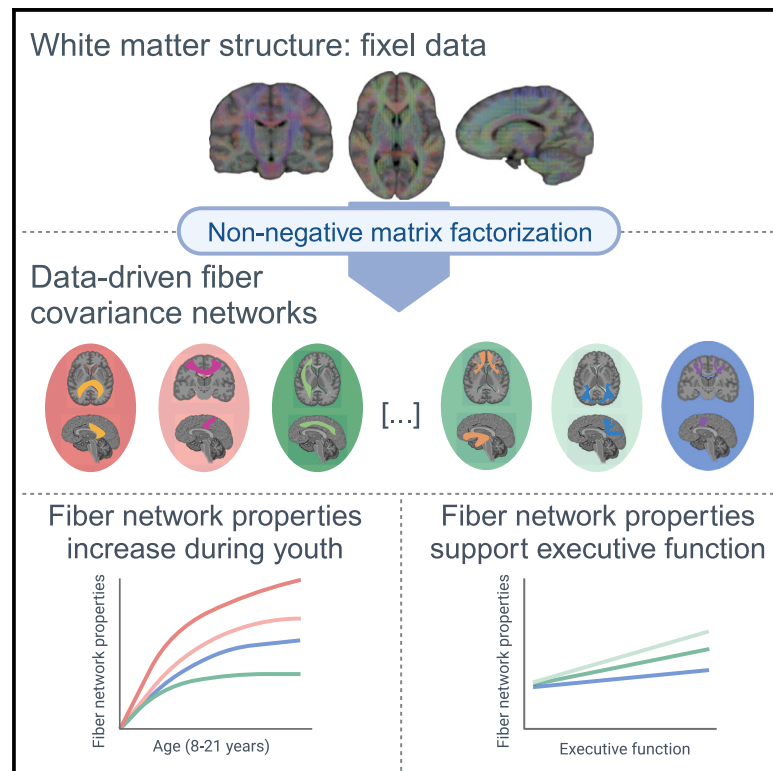 White matter structure: fixel data
Non-negative matrix factorization
Data-driven fiber
covariance networks
[...]
Fiber network properties
increase during youth
Fiber network properties
Age (8-21 years)
Fiber network properties
support executive function
Fiber network properties
Executive function